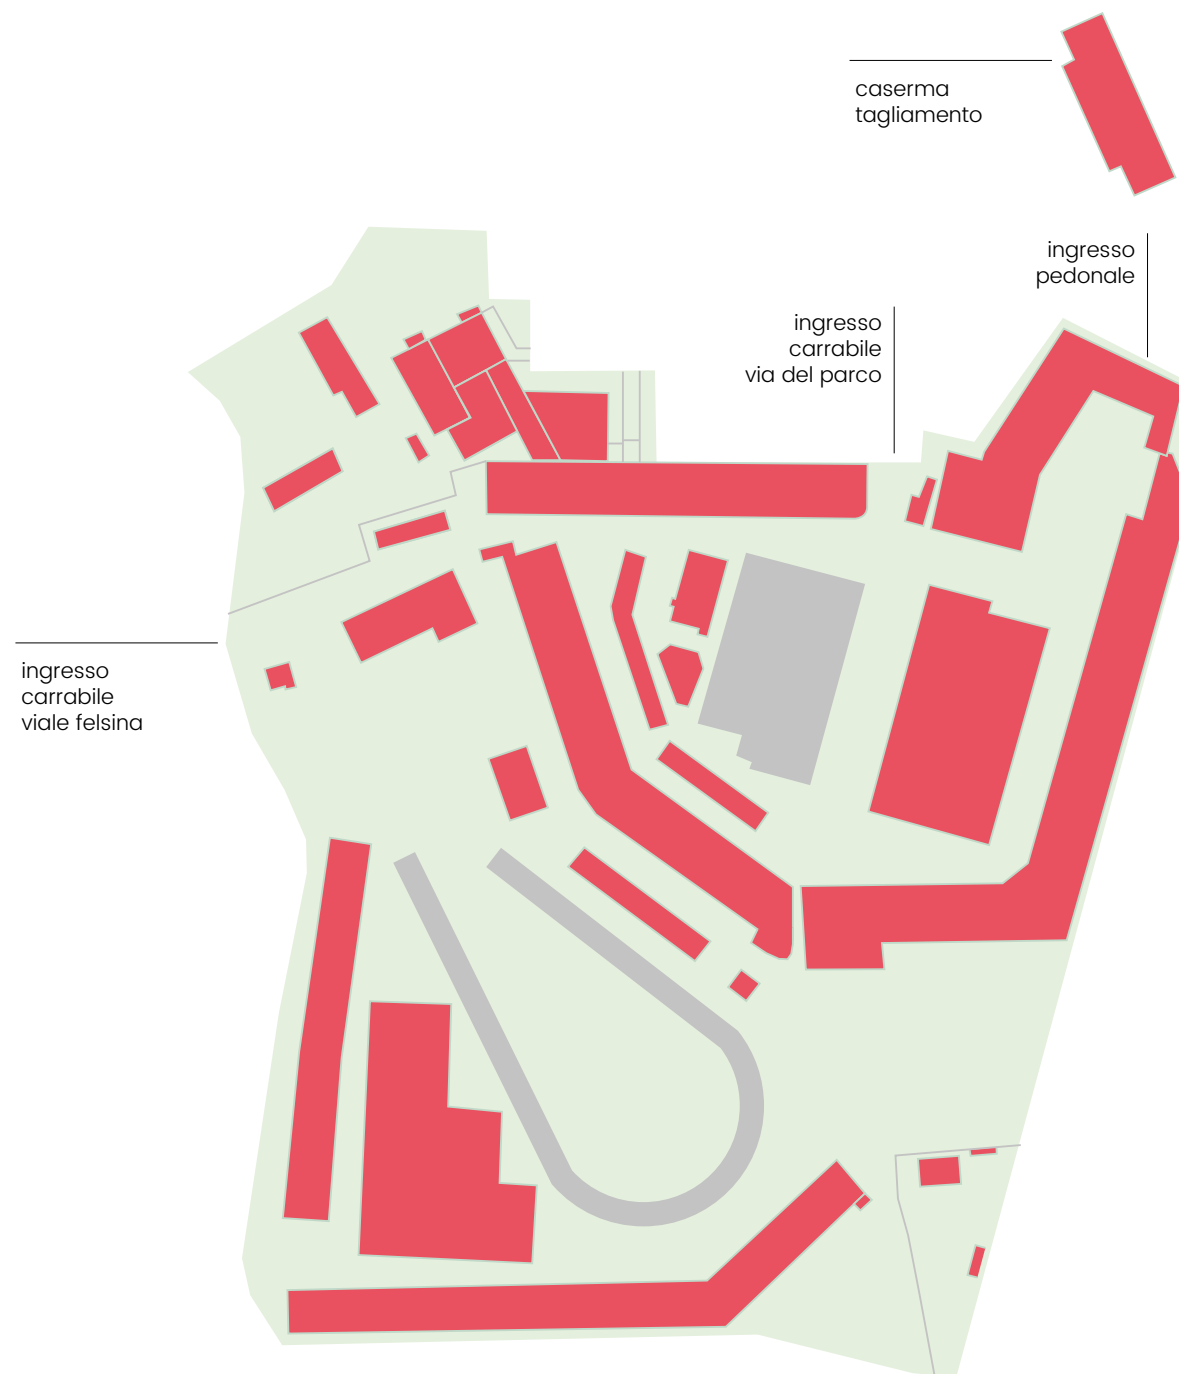 caserma
tagliamento
ingresso
pedonale
ingresso
carrabile
via del parco
ingresso
carrabile
viale felsina